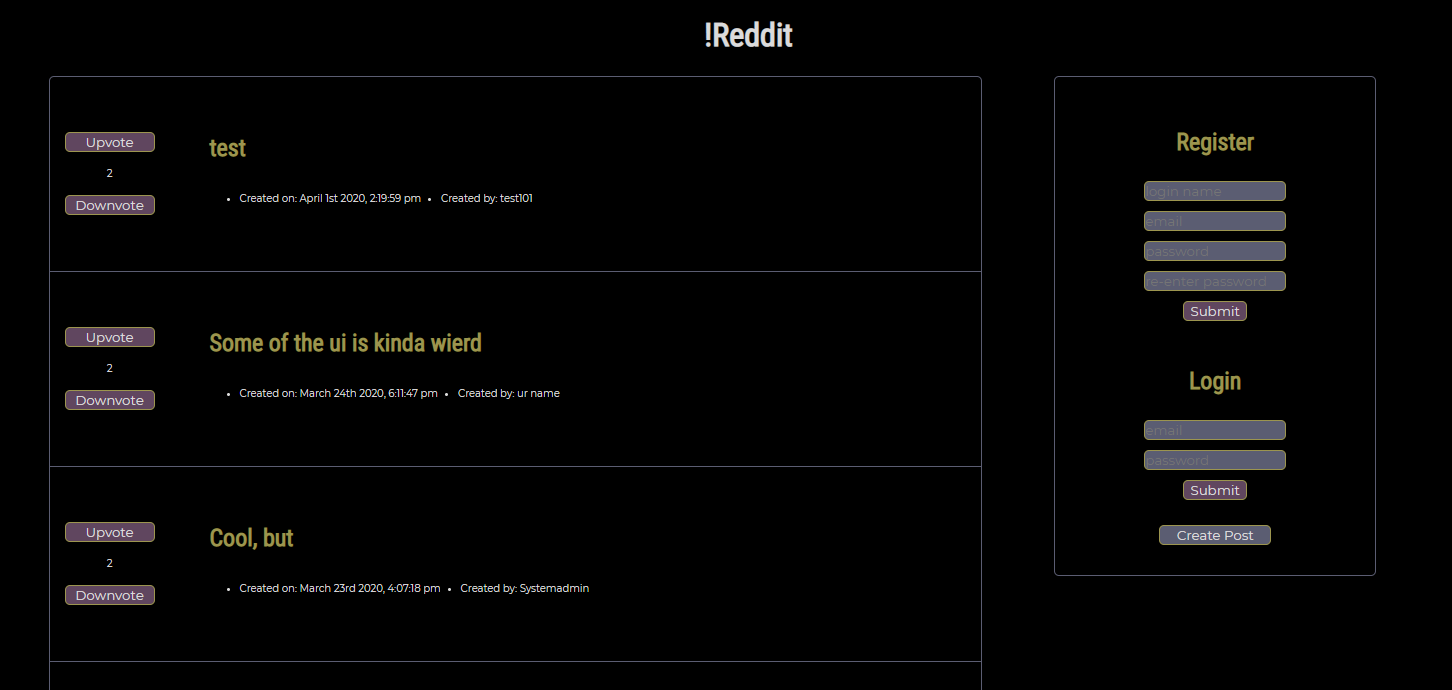 !Reddit
Upvote
2
Downvote
test
• Created on: April 1st 2020, 2:19:59 pm • Created by: test101
Upvote
2
Downvote
Some of the ui is kinda wierd
• Created on: March 24th 2020, 6:11:47 pm • Created by: ur name
Upvote
2
Downvote
Cool, but
• Created on: March 23rd 2020, 4:07:18 pm • Created by: Systemadmin
Register
login name
email
password
re-enter password
Submit
Login
email
password
Submit
Create Post